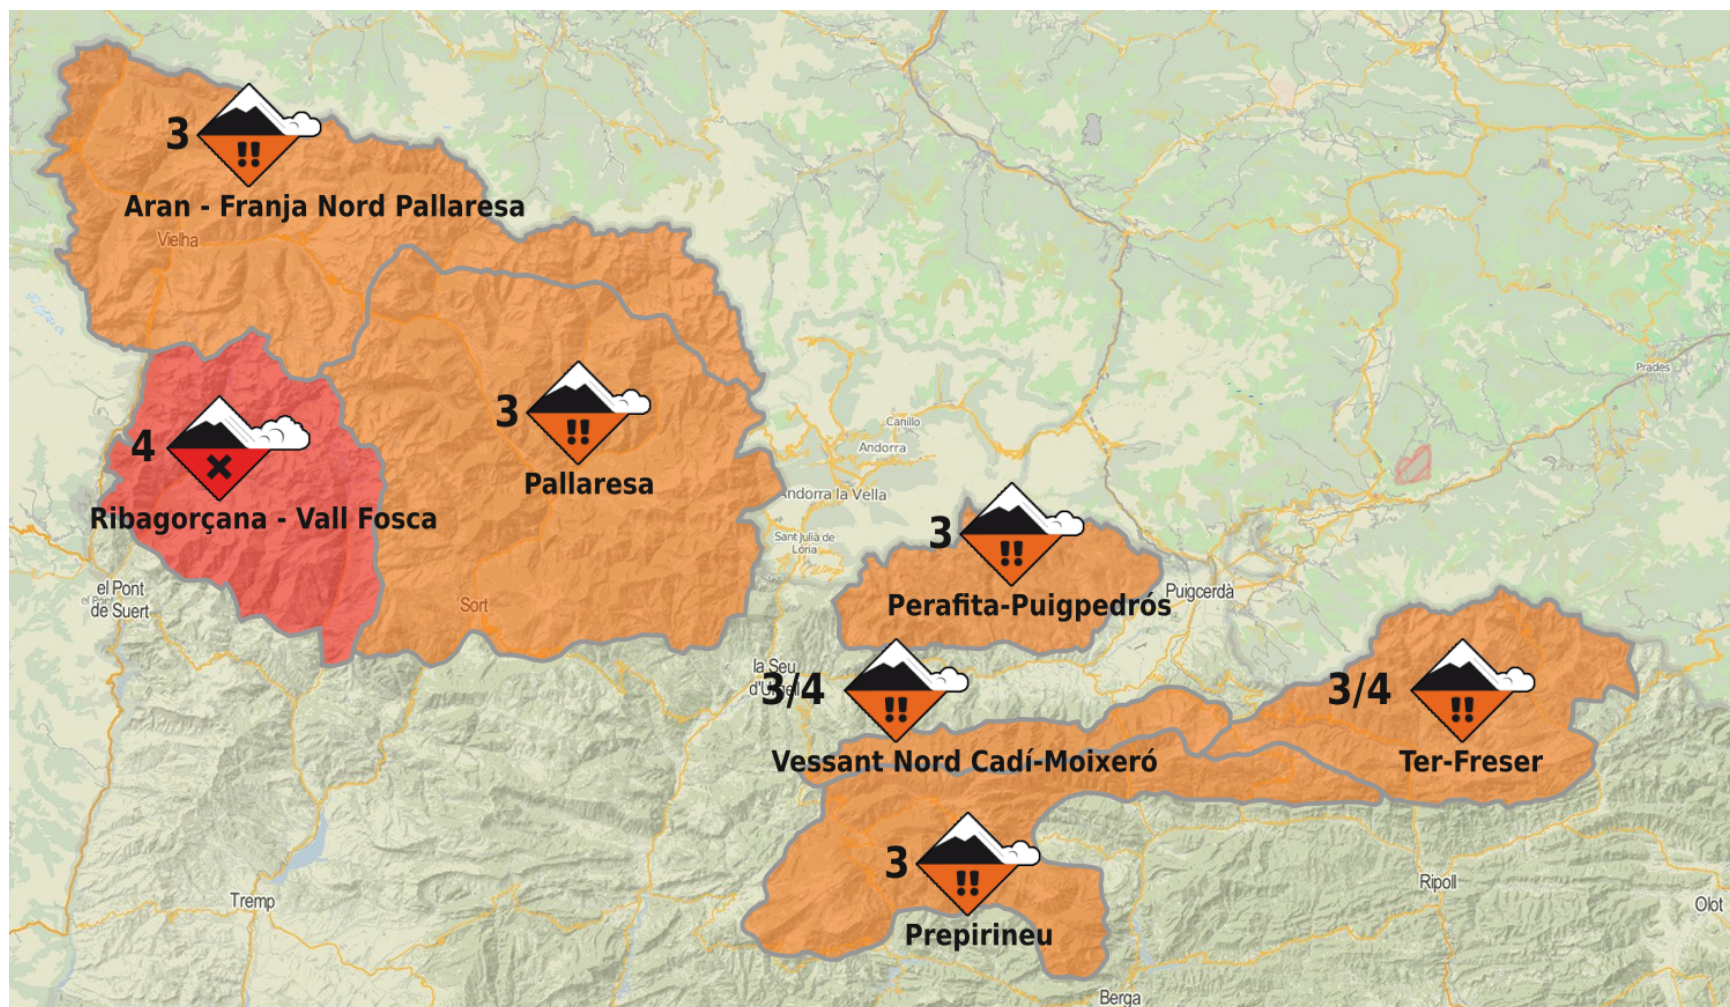 3
!!
Aran - Franja Nord Pallaresa
Vielha
3
!!
Pallaresa
4
Ribagorçana - Vall Fosca
el Pont
de Suert
Sort
Canillo
Andorra
Andorra la Vella
Sant Julià de
Lòria
Prades
3
!!
Perafita-Puigpedrós
Puigcerdà
la Seu
d'Urgell
3/4
!!
Vessant Nord Cadí-Moixeró
3/4
!!
Ter-Freser
3
!!
Prepirineu
Tremp
Ripoll
Olot
Berga